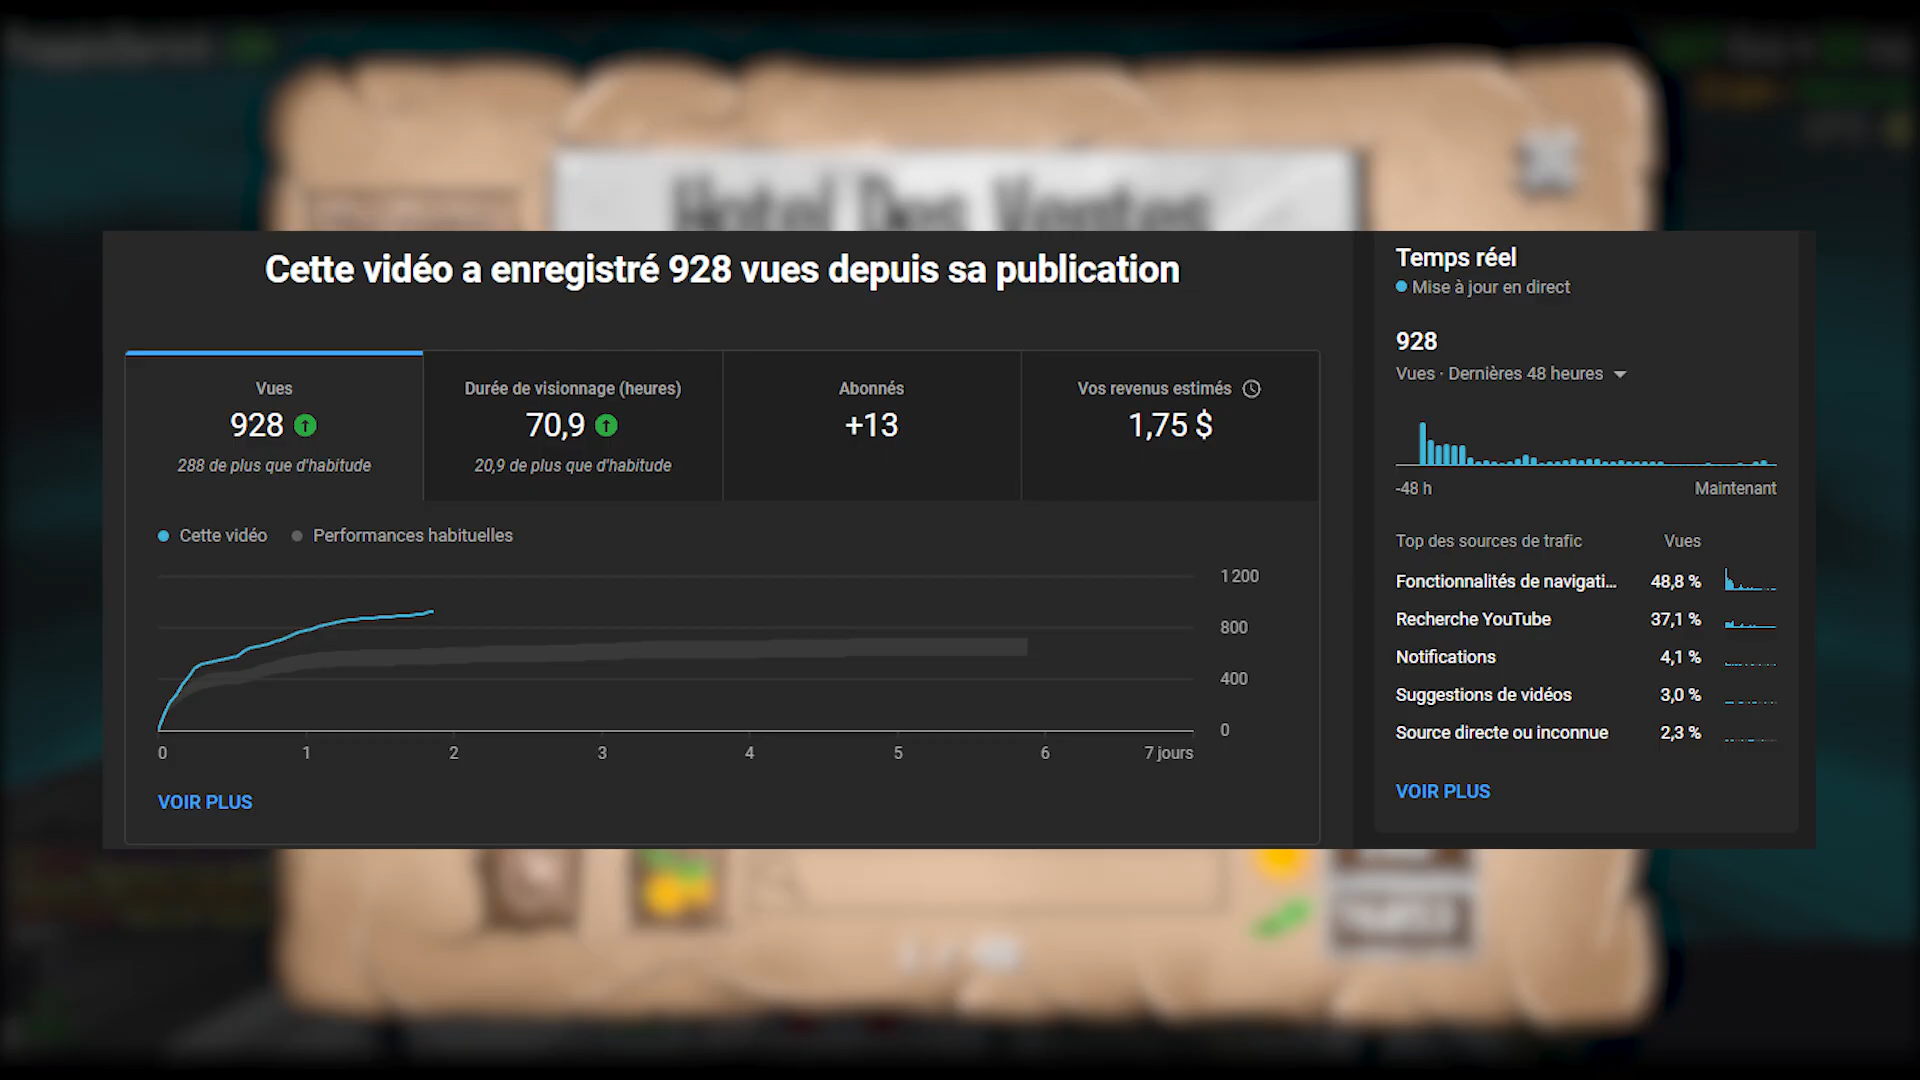 Hotel Des Ventes
Cette vidéo a enregistré 928 vues depuis sa publication
Vues
928
288 de plus que d'habitude
Durée de visionnage (heures)
70,9
20,9 de plus que d'habitude
Abonnés
+13
Vos revenus estimés
1,75 $
Cette vidéo
Performances habituelles
1 200
800
400
0
0
1
2
3
4
5
6
7 jours
VOIR PLUS
Temps réel
Mise à jour en direct
928
Vues · Dernières 48 heures
-48 h
Maintenant
Top des sources de trafic
Vues
Fonctionnalités de navigati...
48,8 %
Recherche YouTube
37,1 %
Notifications
4,1 %
Suggestions de vidéos
3,0 %
Source directe ou inconnue
2,3 %
VOIR PLUS